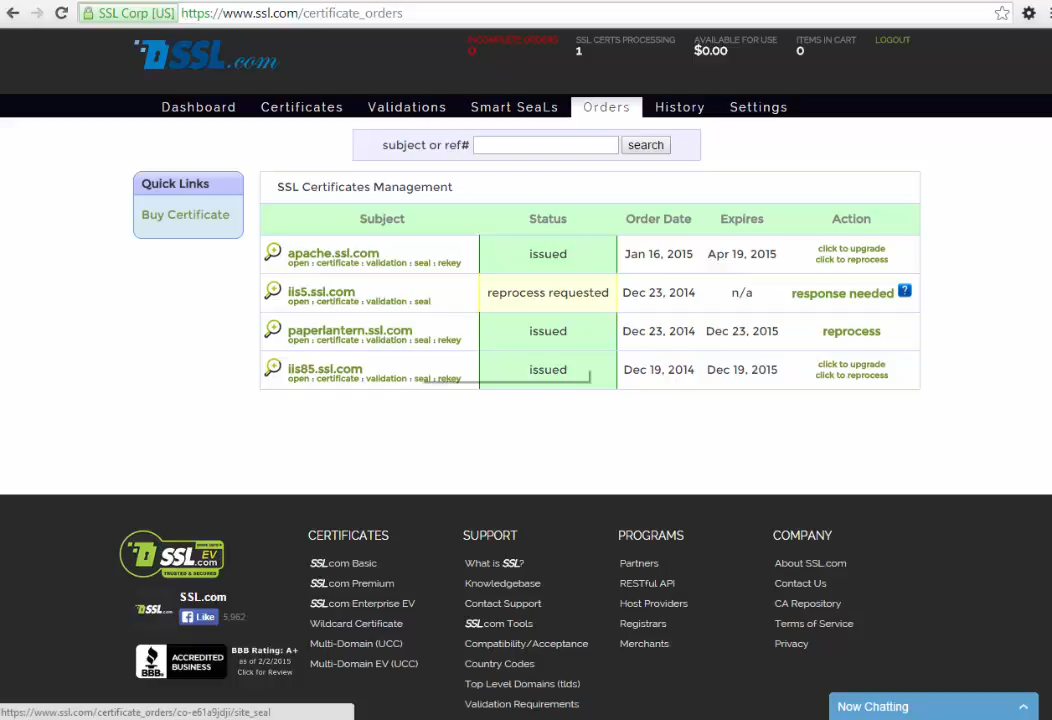 SSL Corp [US] https://www.ssl.com/certificate_orders
SSL.com
INCOMPLETE ORDERS SSL CERTS PROCESSING AVAILABLE FOR USE ITEMS IN CART LOGOUT
0 1 $0.00 0
Dashboard Certificates Validations Smart SeaLs Orders History Settings
subject or ref# search
Quick Links
Buy Certificate
SSL Certificates Management
Subject Status Order Date Expires Action
apache.ssl.com issued Jan 16, 2015 Apr 19, 2015 click to upgrade
open : certificate : validation : seal : rekey click to reprocess
iis5.ssl.com reprocess requested Dec 23, 2014 n/a response needed ?
open : certificate : validation : seal
paperlantern.ssl.com issued Dec 23, 2014 Dec 23, 2015 reprocess
open : certificate : validation : seal : rekey
iis85.ssl.com issued Dec 19, 2014 Dec 19, 2015 click to upgrade
open : certificate : validation : seal : rekey click to reprocess
SSL.com EV
TRUSTED & SECURED
SSL.com
SSL.com
Like 5,962
BBB. ACCREDITED BUSINESS
BBB Rating: A+
as of 2/2/2015
Click for Review
CERTIFICATES
SSL.com Basic
SSL.com Premium
SSL.com Enterprise EV
Wildcard Certificate
Multi-Domain (UCC)
Multi-Domain EV (UCC)
SUPPORT
What is SSL?
Knowledgebase
Contact Support
SSL.com Tools
Compatibility/Acceptance
Country Codes
Top Level Domains (tlds)
Validation Requirements
PROGRAMS
Partners
RESTful API
Host Providers
Registrars
Merchants
COMPANY
About SSL.com
Contact Us
CA Repository
Terms of Service
Privacy
https://www.ssl.com/certificate_orders/co-e61a9jdji/site_seal
Now Chatting